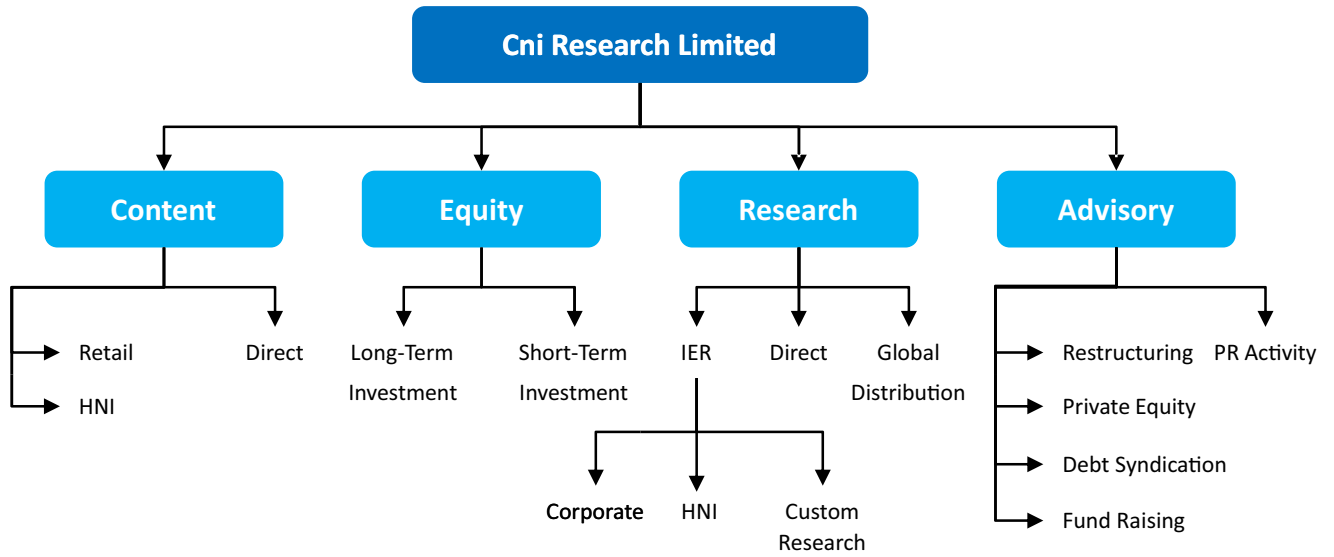 Cni Research Limited
Content
Equity
Research
Advisory
Retail
HNI
Direct
Long-Term
Investment
Short-Term
Investment
IER
Direct
Global
Distribution
Corporate
HNI
Custom
Research
Restructuring
Private Equity
Debt Syndication
Fund Raising
PR Activity